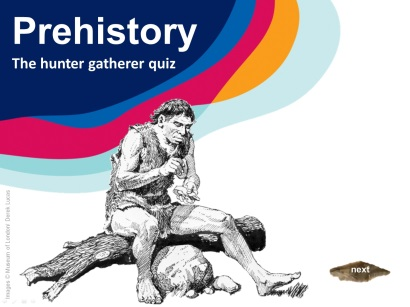 Prehistory
The hunter gatherer quiz
Images © Museum of London/ Derek Lucas
next